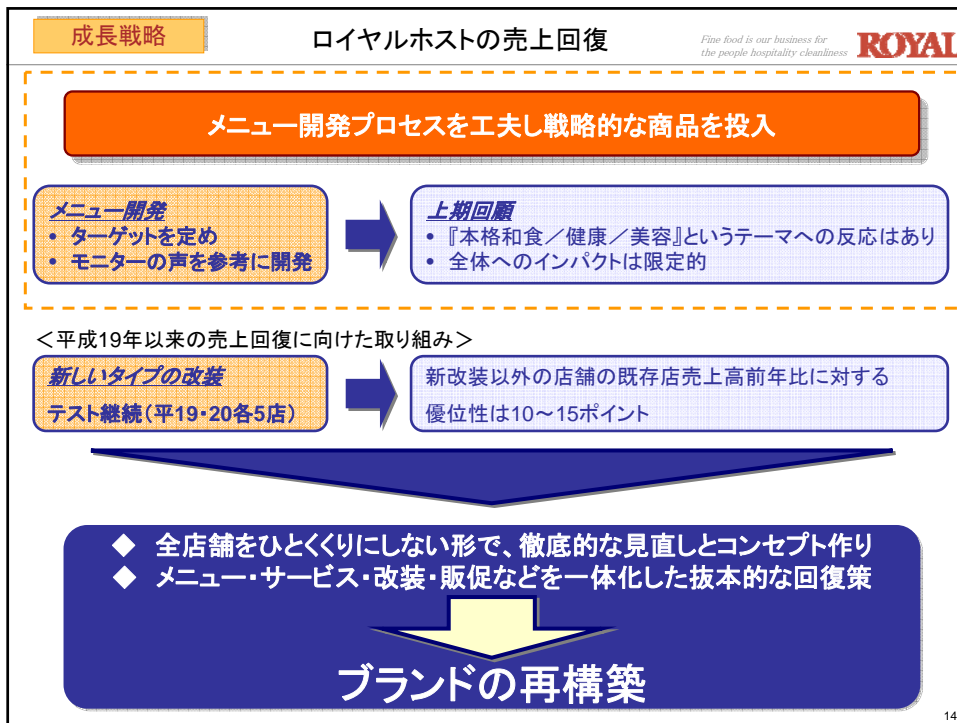 成長戦略
ロイヤルホストの売上回復
Fine food is our business for
the people hospitality cleanliness
ROYAL
メニュー開発プロセスを工夫し戦略的な商品を投入
メニュー開発
• ターゲットを定め
• モニターの声を参考に開発
上期回顧
• 『本格和食／健康／美容』というテーマへの反応はあり
• 全体へのインパクトは限定的
＜平成19年以来の売上回復に向けた取り組み＞
新しいタイプの改装
テスト継続（平19・20各5店）
新改装以外の店舗の既存店売上高前年比に対する
優位性は10～15ポイント
◆ 全店舗をひとくくりにしない形で、徹底的な見直しとコンセプト作り
◆ メニュー・サービス・改装・販促などを一体化した抜本的な回復策
ブランドの再構築
14